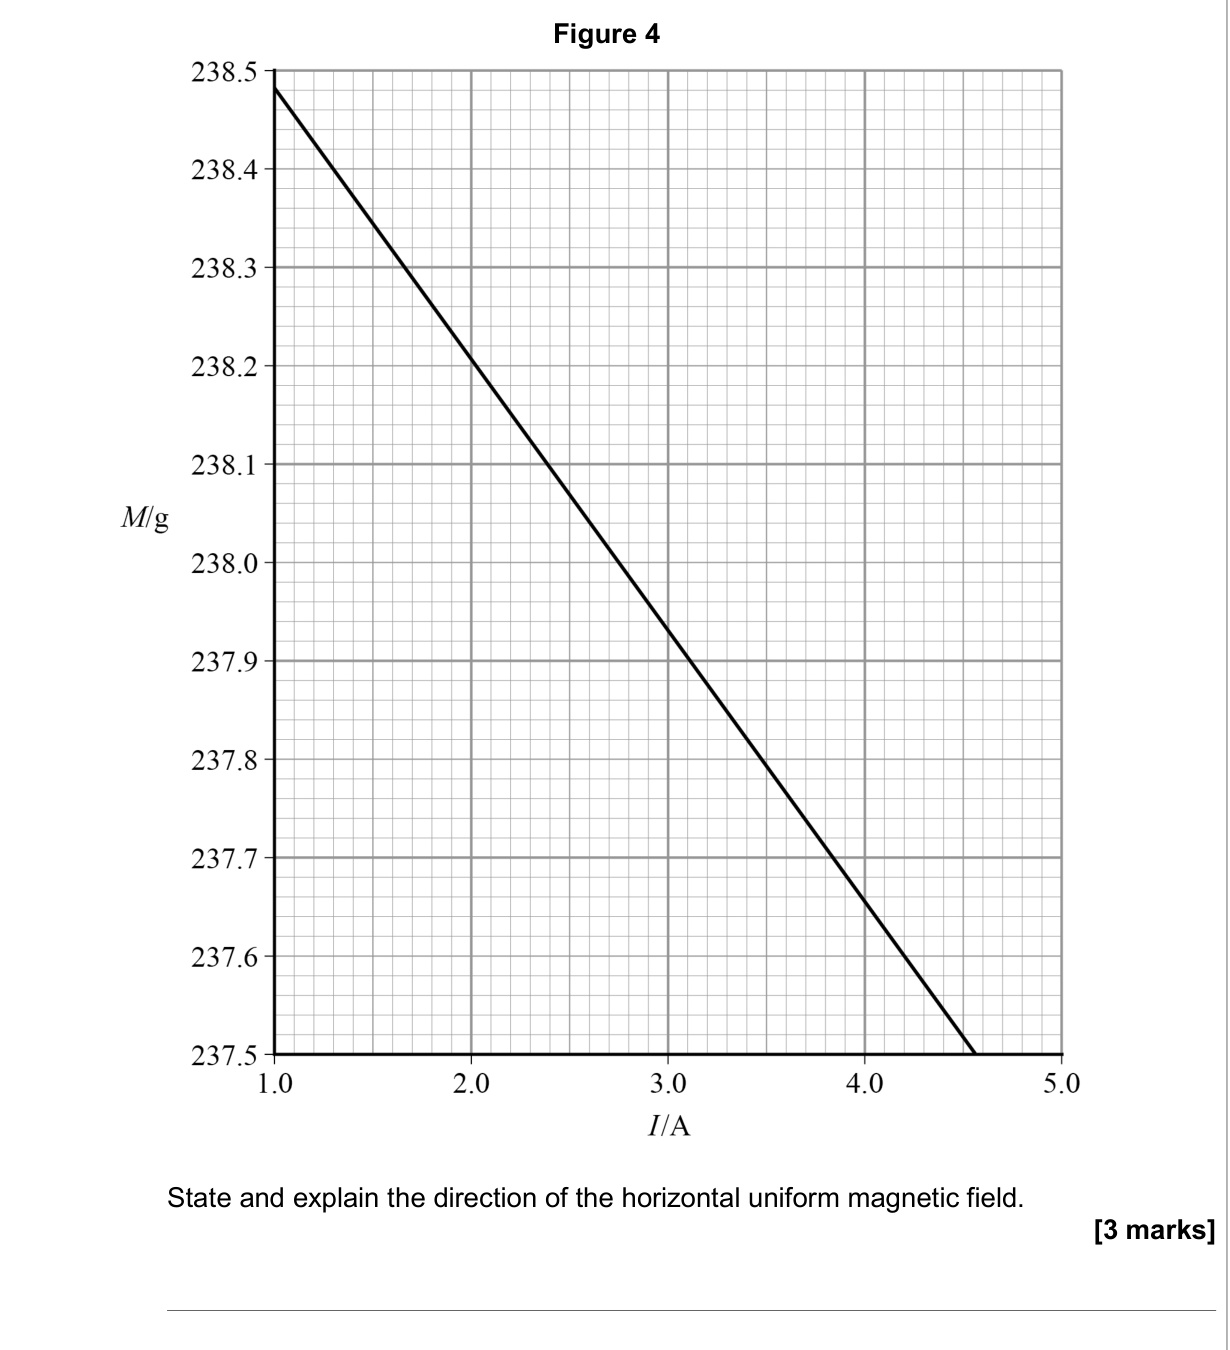 Figure 4
238.5
238.4
238.3
238.2
238.1
M/g
238.0
237.9
237.8
237.7
237.6
237.5
1.0 2.0 3.0 4.0 5.0
I/A
State and explain the direction of the horizontal uniform magnetic field.
[3 marks]